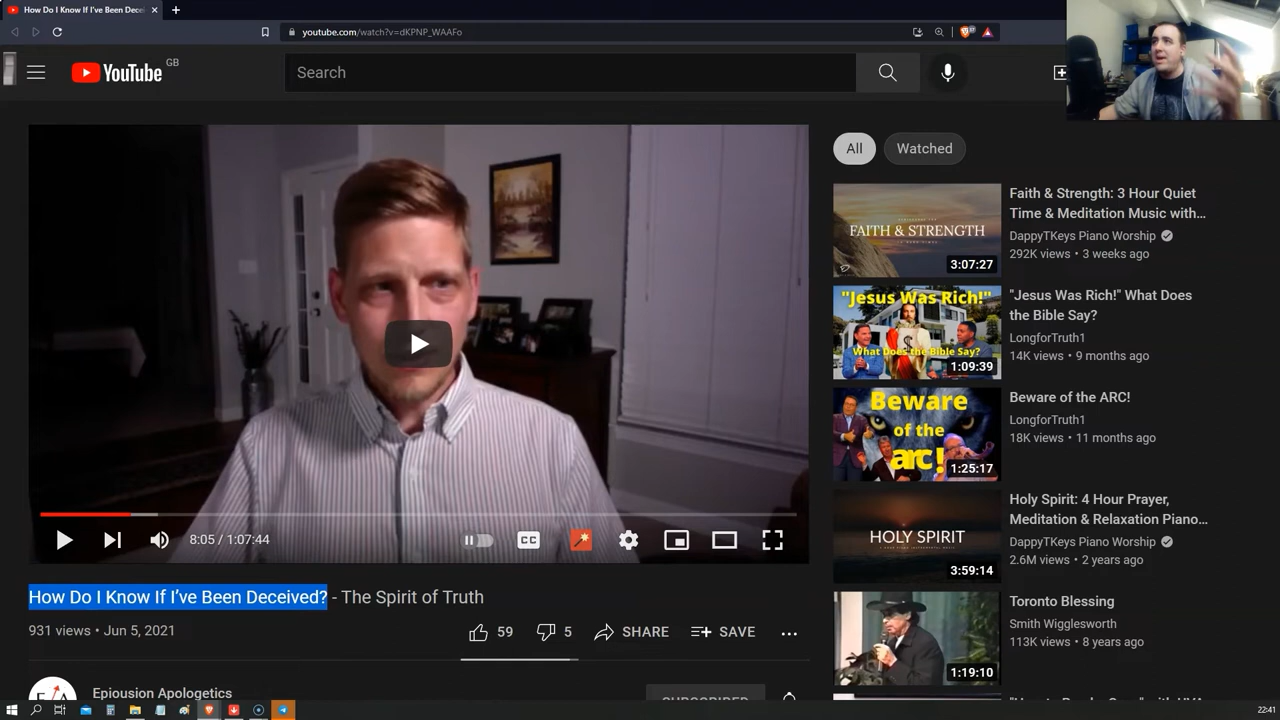 How Do I Know If I've Been Decei
youtube.com/watch?v=dKPNP_WAAFo
YouTube GB
Search
All
Watched
FAITH & STRENGTH
3:07:27
Faith & Strength: 3 Hour Quiet
Time & Meditation Music with…
DappyTKeys Piano Worship
292K views • 3 weeks ago
"Jesus Was Rich!"
What Does the Bible Say?
1:09:39
"Jesus Was Rich!" What Does
the Bible Say?
LongforTruth1
14K views • 9 months ago
Beware
of the
arc!
1:25:17
Beware of the ARC!
LongforTruth1
18K views • 11 months ago
HOLY SPIRIT
3:59:14
Holy Spirit: 4 Hour Prayer,
Meditation & Relaxation Piano…
DappyTKeys Piano Worship
2.6M views • 2 years ago
1:19:10
Toronto Blessing
Smith Wigglesworth
113K views • 8 years ago
8:05 / 1:07:44
CC
How Do I Know If I've Been Deceived? - The Spirit of Truth
931 views • Jun 5, 2021
59
5
SHARE
SAVE
Epiousion Apologetics
SUBSCRIBED
22:41